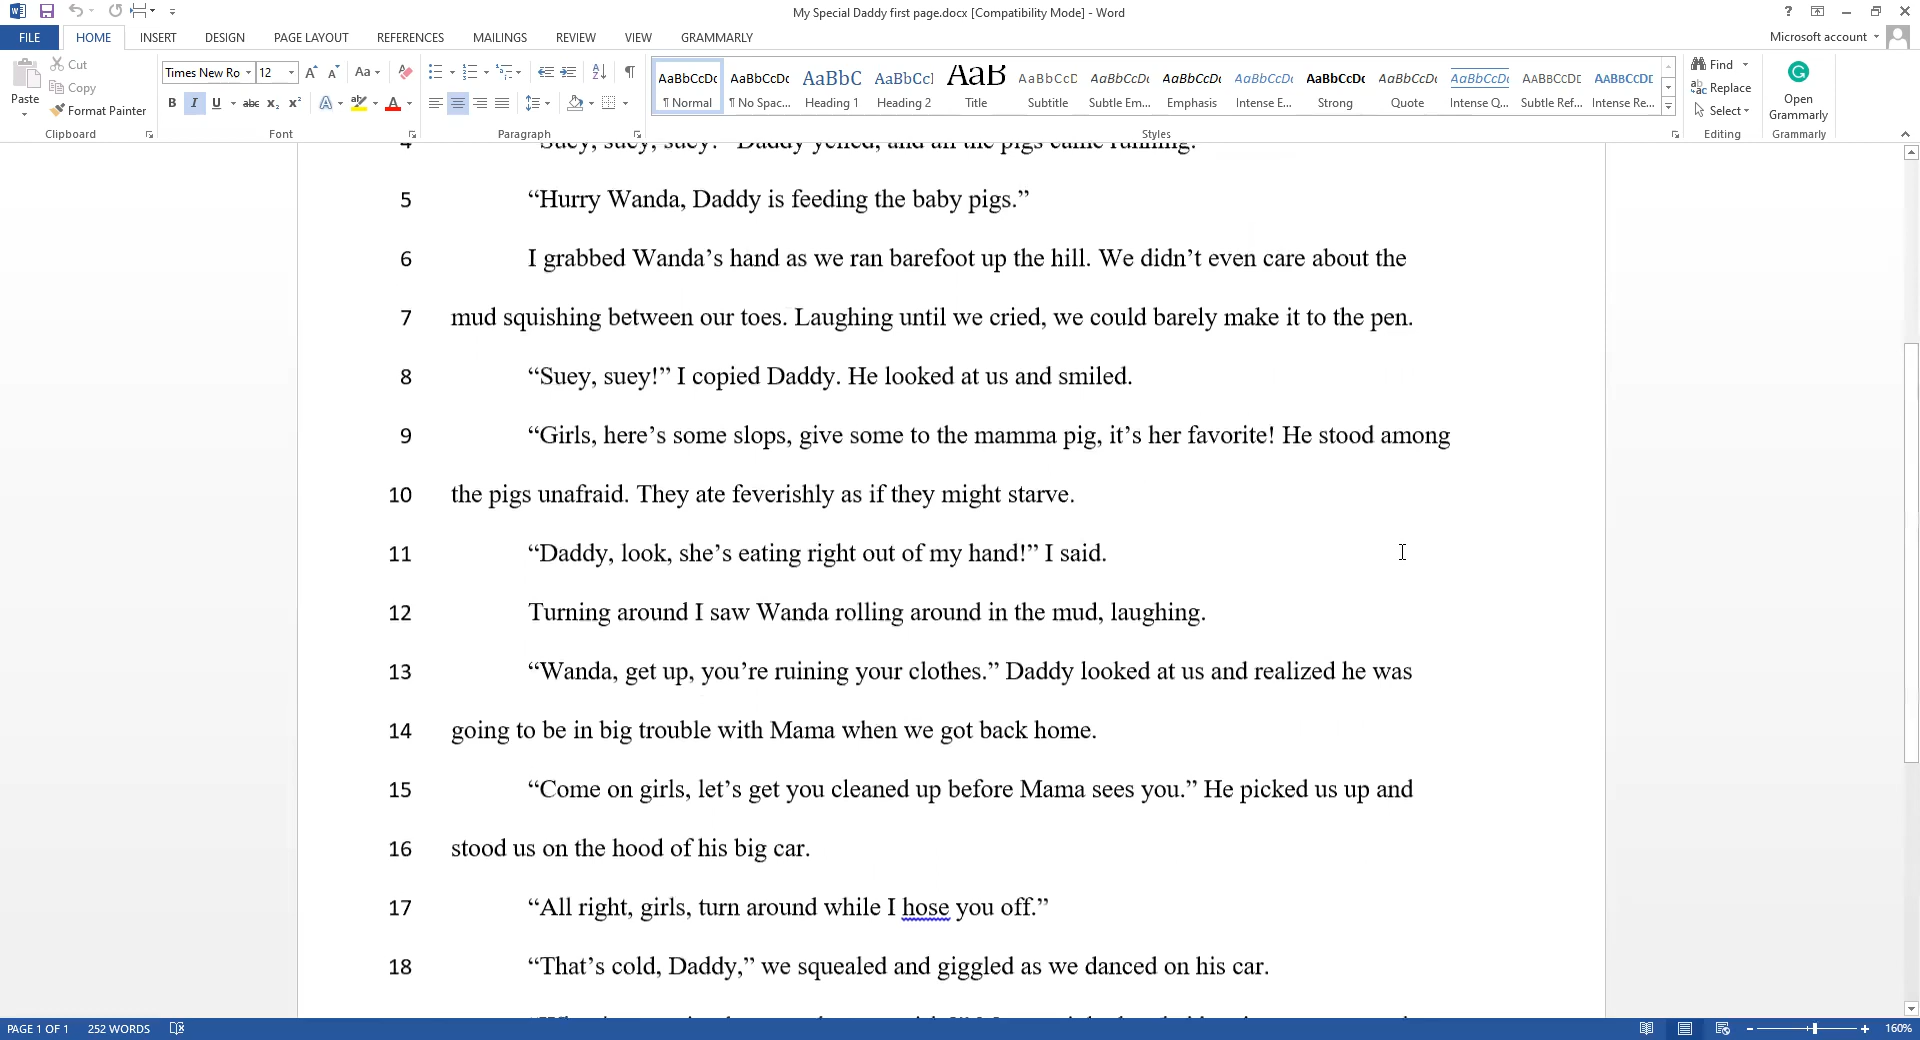 My Special Daddy first page.docx [Compatibility Mode] - Word
?
FILE HOME INSERT DESIGN PAGE LAYOUT REFERENCES MAILINGS REVIEW VIEW GRAMMARLY Microsoft account
Paste
Cut
Copy
Format Painter
Clipboard
Times New Ro 12
Font
Paragraph
AaBbCcDc AaBbCcDc AaBbC AaBbCcI AaB AaBbCcD AaBbCcDc AaBbCcDc AaBbCcDc AaBbCcDc AaBbCcDc AaBbCcDc AABBCCDE AABBCCDE
¶ Normal ¶ No Spac... Heading 1 Heading 2 Title Subtitle Subtle Em... Emphasis Intense E... Strong Quote Intense Q... Subtle Ref... Intense Re...
Styles
Find
Replace
Select
Editing
Open
Grammarly
Grammarly
4 “Suey, suey, suey!” Daddy yelled, and all the pigs came running.
5 “Hurry Wanda, Daddy is feeding the baby pigs.”
6 I grabbed Wanda’s hand as we ran barefoot up the hill. We didn’t even care about the
7 mud squishing between our toes. Laughing until we cried, we could barely make it to the pen.
8 “Suey, suey!” I copied Daddy. He looked at us and smiled.
9 “Girls, here’s some slops, give some to the mamma pig, it’s her favorite! He stood among
10 the pigs unafraid. They ate feverishly as if they might starve.
11 “Daddy, look, she’s eating right out of my hand!” I said.
12 Turning around I saw Wanda rolling around in the mud, laughing.
13 “Wanda, get up, you’re ruining your clothes.” Daddy looked at us and realized he was
14 going to be in big trouble with Mama when we got back home.
15 “Come on girls, let’s get you cleaned up before Mama sees you.” He picked us up and
16 stood us on the hood of his big car.
17 “All right, girls, turn around while I hose you off.”
18 “That’s cold, Daddy,” we squealed and giggled as we danced on his car.
PAGE 1 OF 1 252 WORDS 160%